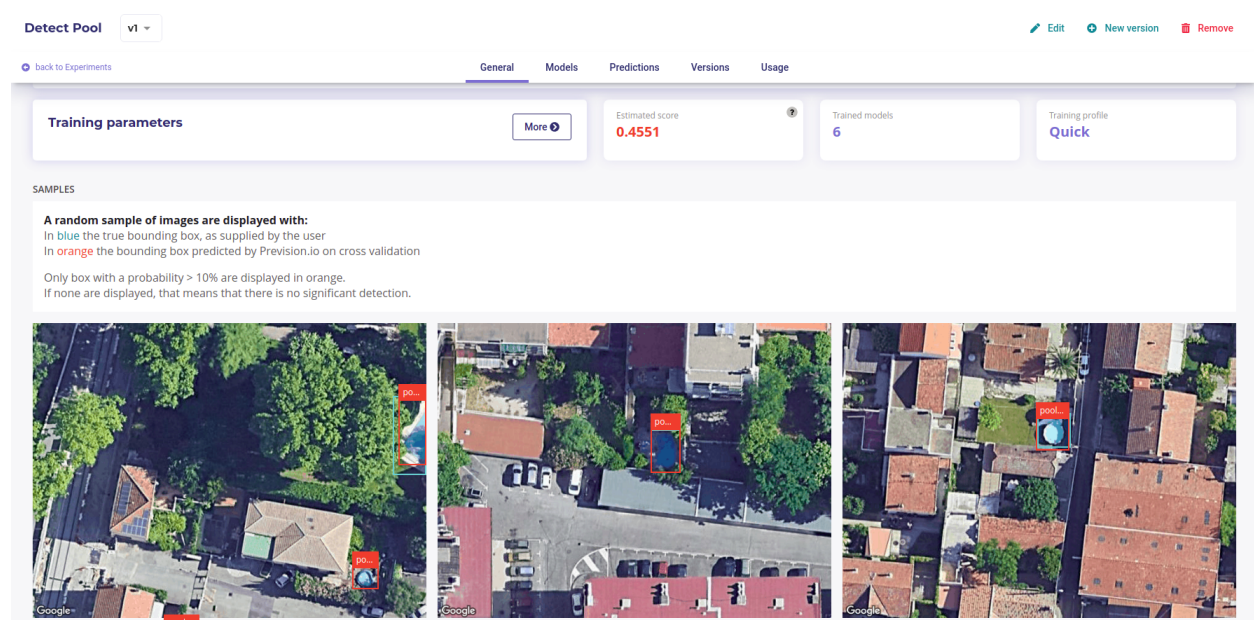 Detect Pool
v1
Edit
New version
Remove
back to Experiments
General
Models
Predictions
Versions
Usage
Training parameters
More
Estimated score
?
0.4551
Trained models
6
Training profile
Quick
SAMPLES
A random sample of images are displayed with:
In blue the true bounding box, as supplied by the user
In orange the bounding box predicted by Prevision.io on cross validation
Only box with a probability > 10% are displayed in orange.
If none are displayed, that means that there is no significant detection.
po...
po...
Google
po...
Google
pool...
Google